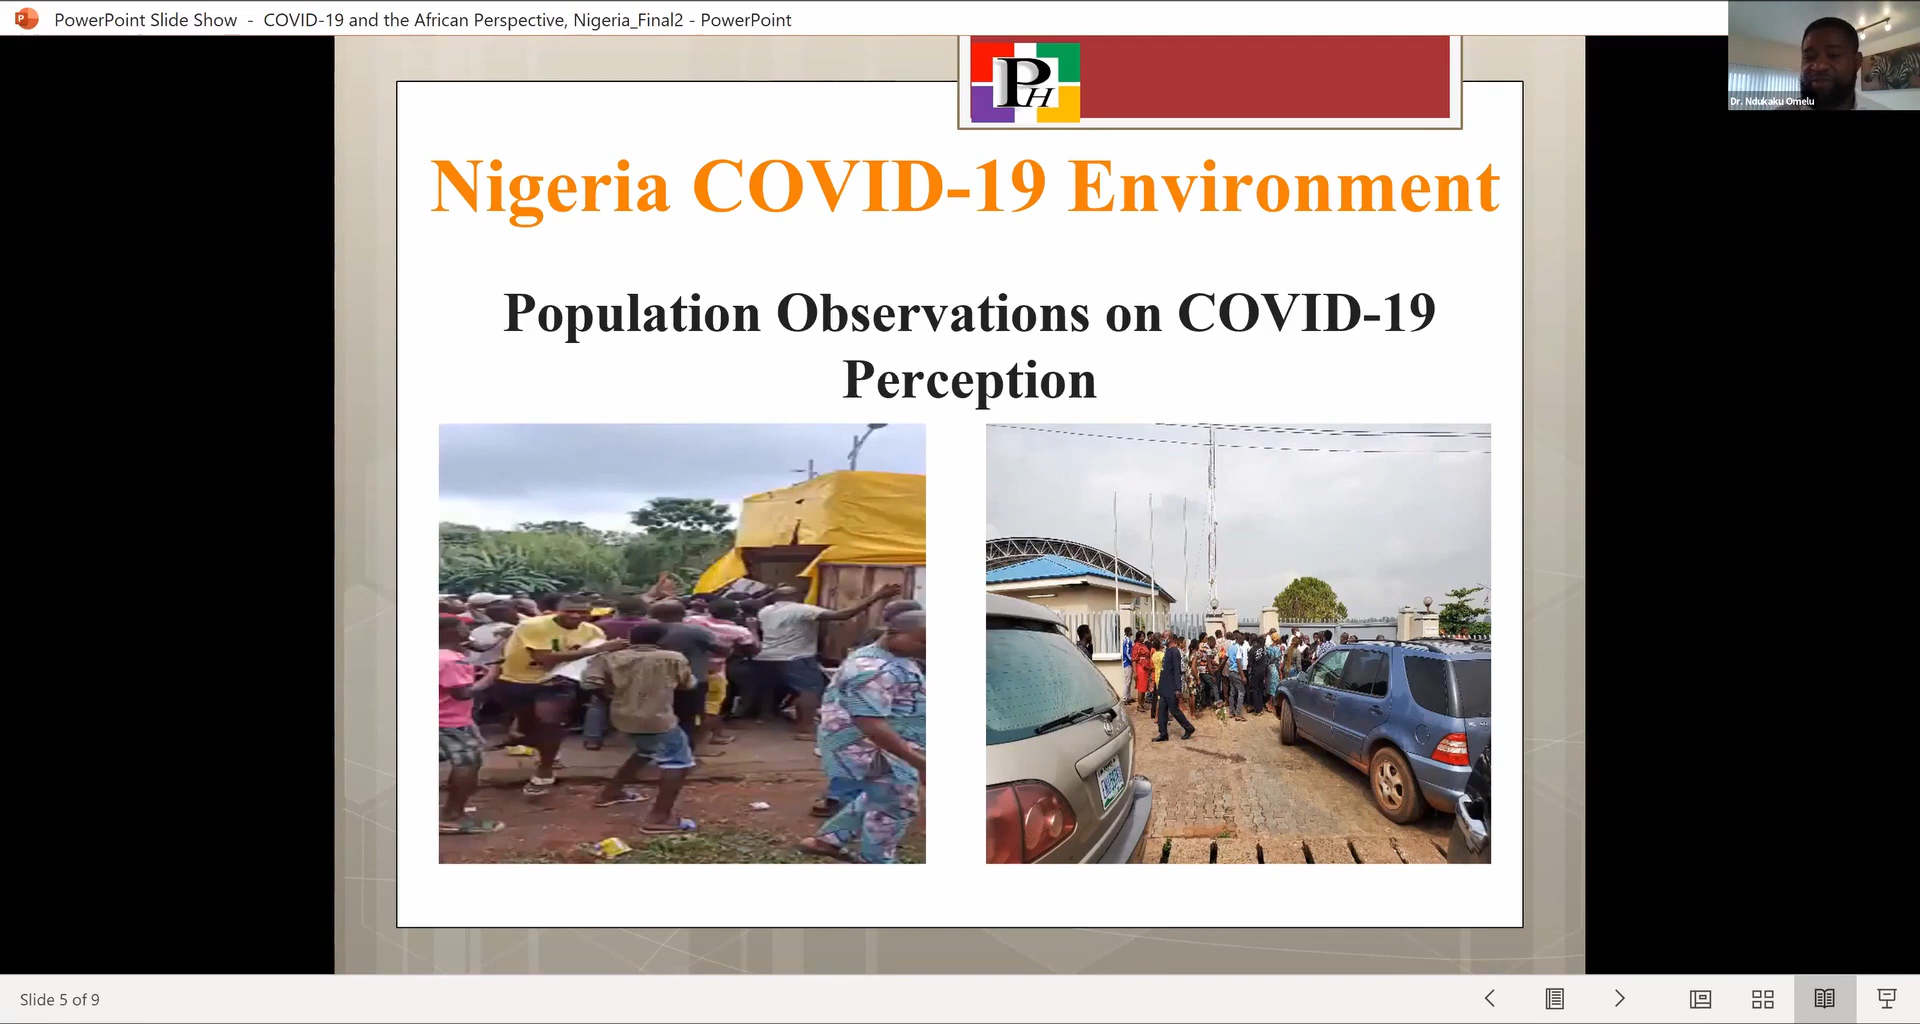 PowerPoint Slide Show - COVID-19 and the African Perspective, Nigeria_Final2 - PowerPoint
Dr. Ndukaku Omelu
PH
Nigeria COVID-19 Environment
Population Observations on COVID-19
Perception
Slide 5 of 9